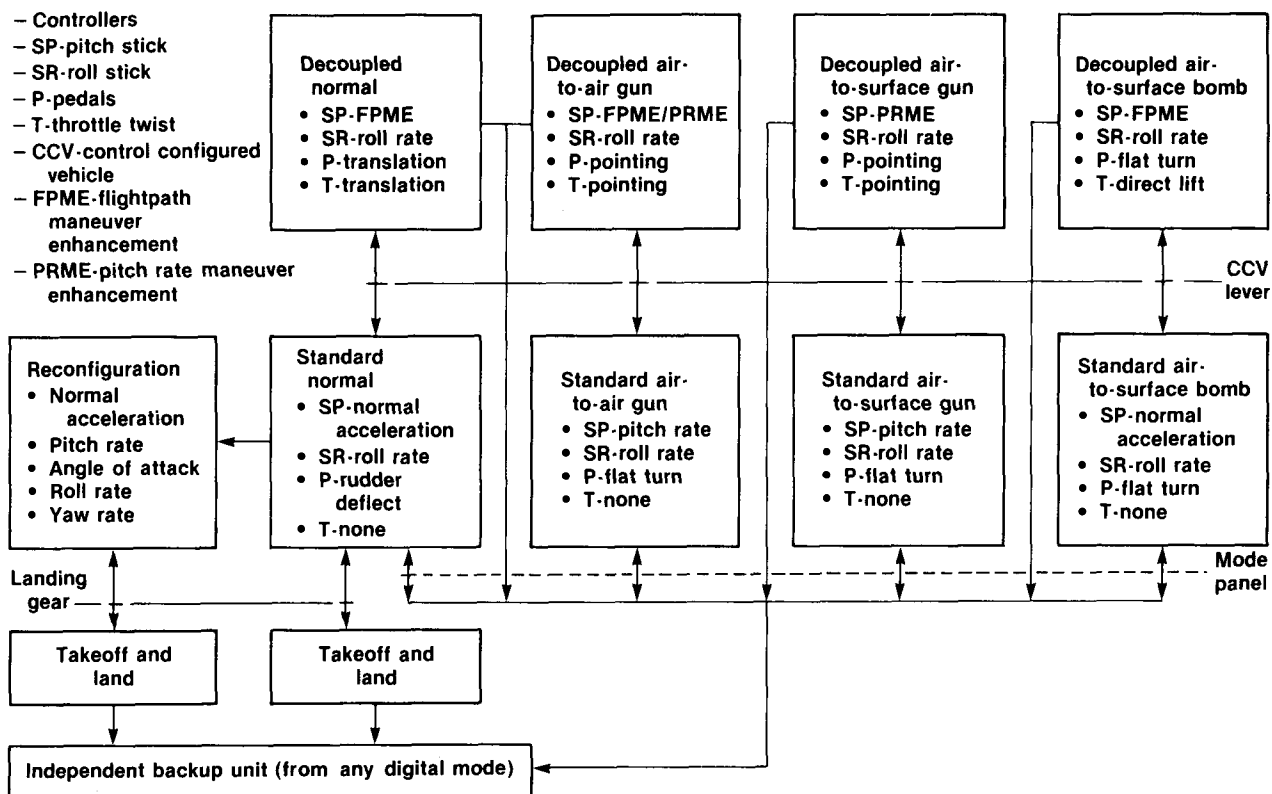 – Controllers
– SP-pitch stick
– SR-roll stick
– P-pedals
– T-throttle twist
– CCV-control configured
vehicle
– FPME-flightpath
maneuver
enhancement
– PRME-pitch rate maneuver
enhancement
Decoupled
normal
• SP-FPME
• SR-roll rate
• P-translation
• T-translation
Decoupled air-
to-air gun
• SP-FPME/PRME
• SR-roll rate
• P-pointing
• T-pointing
Decoupled air-
to-surface gun
• SP-PRME
• SR-roll rate
• P-pointing
• T-pointing
Decoupled air-
to-surface bomb
• SP-FPME
• SR-roll rate
• P-flat turn
• T-direct lift
CCV
lever
Reconfiguration
• Normal
acceleration
• Pitch rate
• Angle of attack
• Roll rate
• Yaw rate
Standard
normal
• SP-normal
acceleration
• SR-roll rate
• P-rudder
deflect
• T-none
Standard air-
to-air gun
• SP-pitch rate
• SR-roll rate
• P-flat turn
• T-none
Standard air-
to-surface gun
• SP-pitch rate
• SR-roll rate
• P-flat turn
• T-none
Standard air-
to-surface bomb
• SP-normal
acceleration
• SR-roll rate
• P-flat turn
• T-none
Landing
gear
Mode
panel
Takeoff and
land
Takeoff and
land
Independent backup unit (from any digital mode)